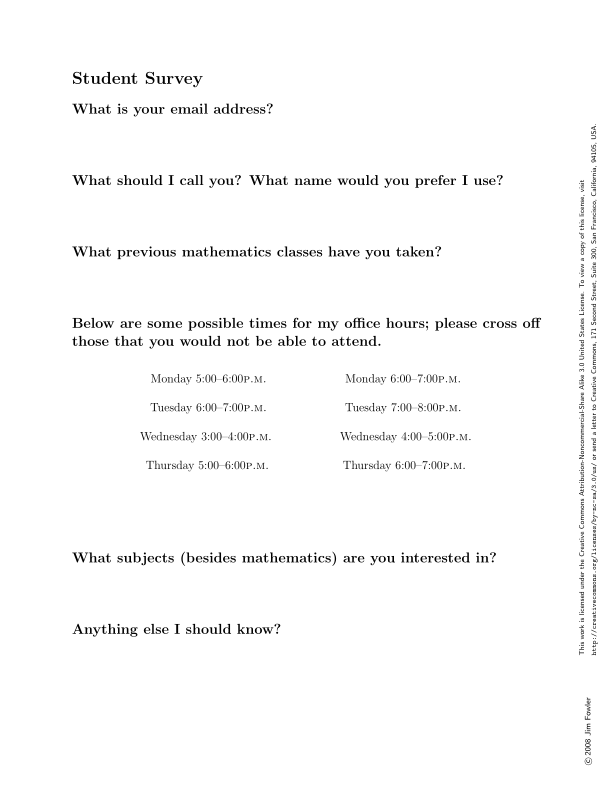 Student Survey
What is your email address?
What should I call you? What name would you prefer I use?
What previous mathematics classes have you taken?
Below are some possible times for my office hours; please cross off
those that you would not be able to attend.
Monday 5:00–6:00P.M. Monday 6:00–7:00P.M.
Tuesday 6:00–7:00P.M. Tuesday 7:00–8:00P.M.
Wednesday 3:00–4:00P.M. Wednesday 4:00–5:00P.M.
Thursday 5:00–6:00P.M. Thursday 6:00–7:00P.M.
What subjects (besides mathematics) are you interested in?
Anything else I should know?
This work is licensed under the Creative Commons Attribution-Noncommercial-Share Alike 3.0 United States License. To view a copy of this license, visit
http://creativecommons.org/licenses/by-nc-sa/3.0/us/ or send a letter to Creative Commons, 171 Second Street, Suite 300, San Francisco, California, 94105, USA.
© 2008 Jim Fowler